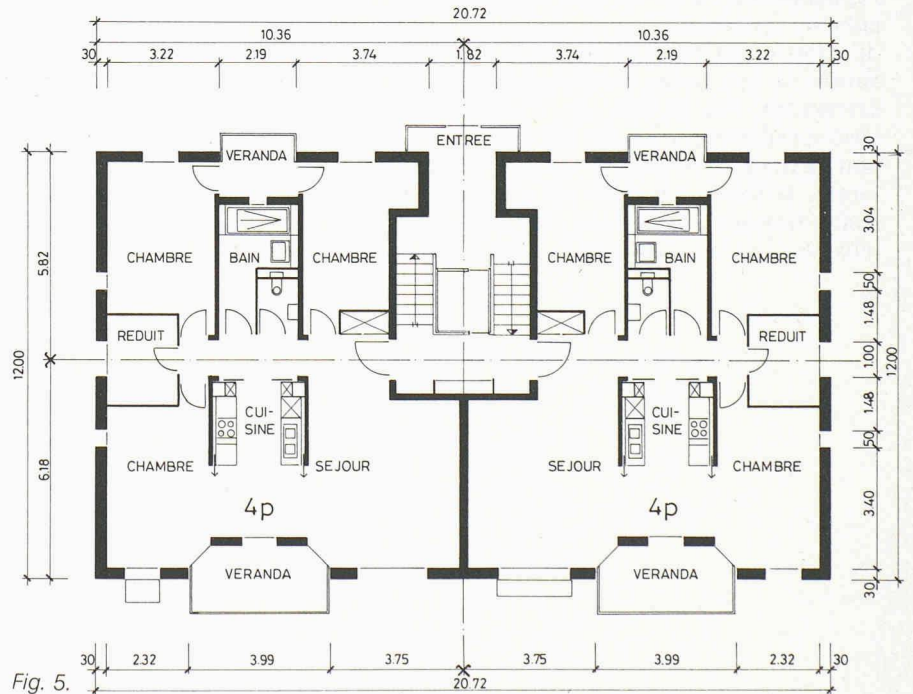 20.72
10.36 10.36
30 3.22 2.19 3.74 1.82 3.74 2.19 3.22 30
ENTREE
VERANDA VERANDA
30
3.04
5.82
CHAMBRE BAIN CHAMBRE CHAMBRE BAIN CHAMBRE
50
1.48
REDUIT REDUIT
12.00 1.00 12.00
1.48
CUI-
SINE
CUI-
SINE
50
6.18
CHAMBRE SEJOUR SEJOUR CHAMBRE
3.40
4p 4p
VERANDA VERANDA
30
30 2.32 3.99 3.75 3.75 3.99 2.32 30
20.72
Fig. 5.